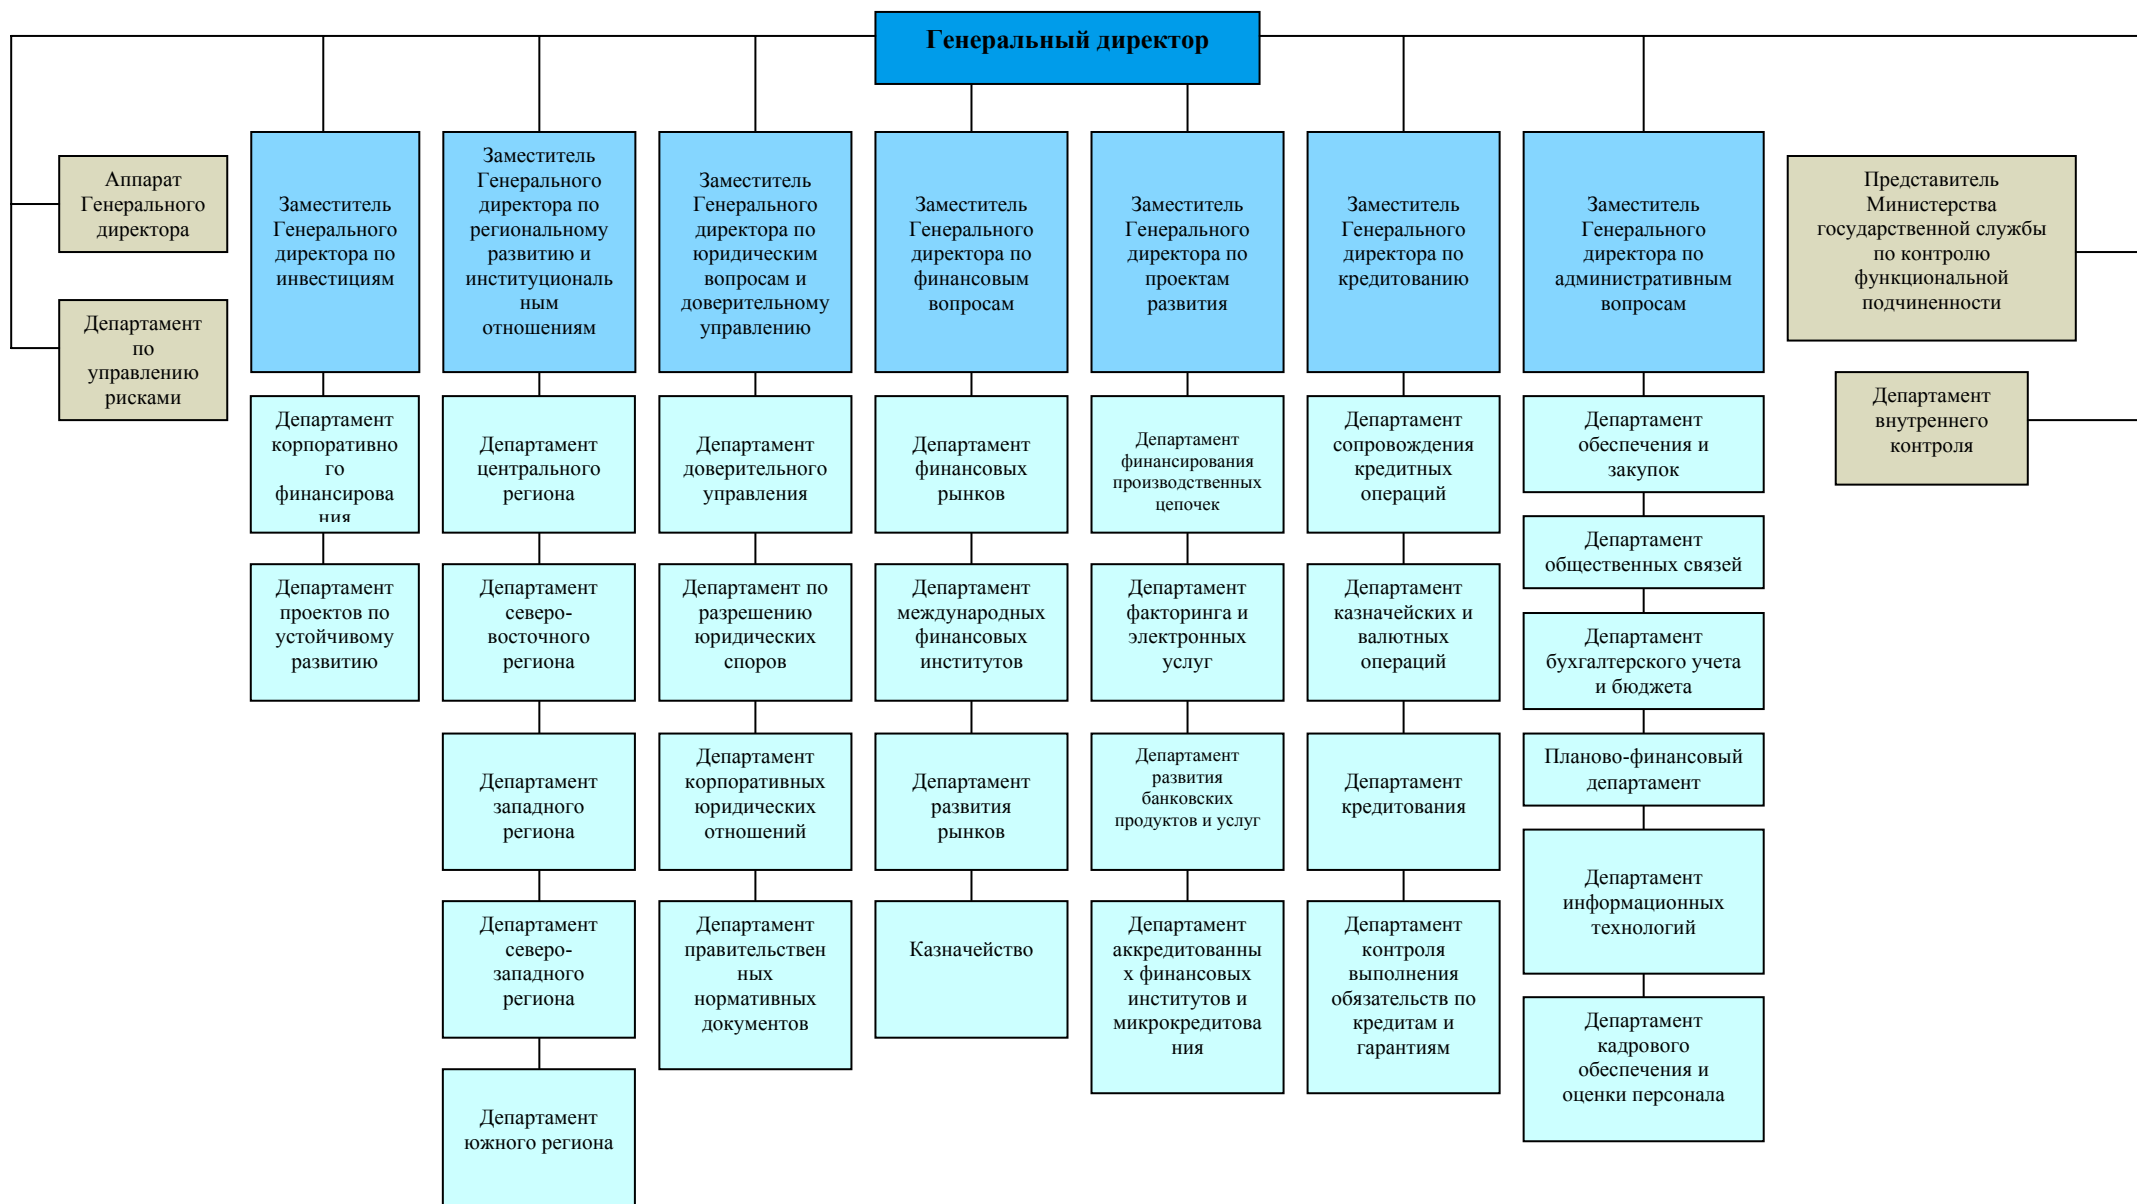 Генеральный директор
Аппарат
Генерального
директора
Департамент
по
управлению
рисками
Заместитель
Генерального
директора по
инвестициям
Департамент
корпоративно
го
финансирова
ния
Департамент
проектов по
устойчивому
развитию
Заместитель
Генерального
директора по
региональному
развитию и
институциональ
ным
отношениям
Департамент
центрального
региона
Департамент
северо-
восточного
региона
Департамент
западного
региона
Департамент
северо-
западного
региона
Департамент
южного региона
Заместитель
Генерального
директора по
юридическим
вопросам и
доверительному
управлению
Департамент
доверительного
управления
Департамент по
разрешению
юридических
споров
Департамент
корпоративных
юридических
отношений
Департамент
правительствен
ных
нормативных
документов
Заместитель
Генерального
директора по
финансовым
вопросам
Департамент
финансовых
рынков
Департамент
международных
финансовых
институтов
Департамент
развития
рынков
Казначейство
Заместитель
Генерального
директора по
проектам
развития
Департамент
финансирования
производственных
цепочек
Департамент
факторинга и
электронных
услуг
Департамент
развития
банковских
продуктов и услуг
Департамент
аккредитованны
х финансовых
институтов и
микрокредитова
ния
Заместитель
Генерального
директора по
кредитованию
Департамент
сопровождения
кредитных
операций
Департамент
казначейских и
валютных
операций
Департамент
кредитования
Департамент
контроля
выполнения
обязательств по
кредитам и
гарантиям
Заместитель
Генерального
директора по
административным
вопросам
Департамент
обеспечения и
закупок
Департамент
общественных связей
Департамент
бухгалтерского учета
и бюджета
Планово-финансовый
департамент
Департамент
информационных
технологий
Департамент
кадрового
обеспечения и
оценки персонала
Представитель
Министерства
государственной службы
по контролю
функциональной
подчиненности
Департамент
внутреннего
контроля